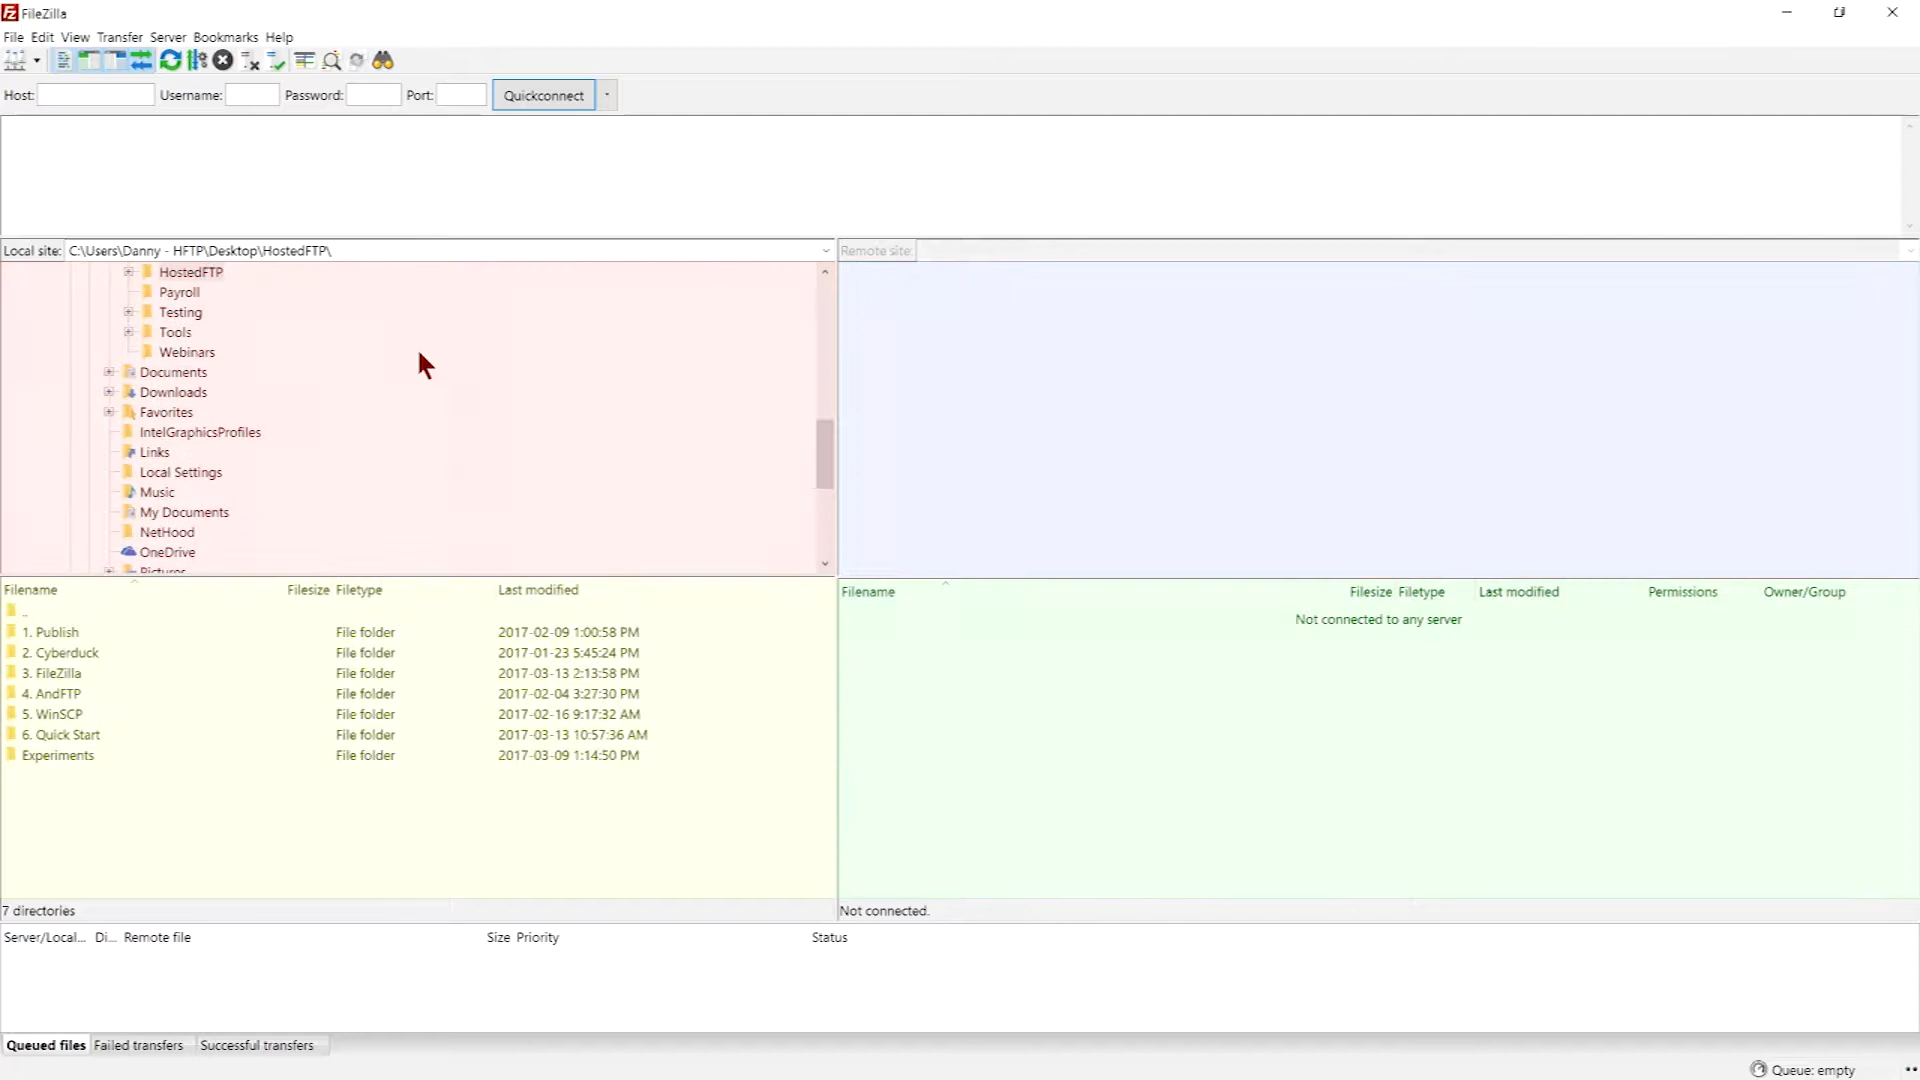 FileZilla
File Edit View Transfer Server Bookmarks Help
Host: Username: Password: Port: Quickconnect
Local site: C:\Users\Danny - HFTP\Desktop\HostedFTP\
Remote site:
HostedFTP
Payroll
Testing
Tools
Webinars
Documents
Downloads
Favorites
IntelGraphicsProfiles
Links
Local Settings
Music
My Documents
NetHood
OneDrive
Pictures
Filename Filesize Filetype Last modified
..
1. Publish File folder 2017-02-09 1:00:58 PM
2. Cyberduck File folder 2017-01-23 5:45:24 PM
3. FileZilla File folder 2017-03-13 2:13:58 PM
4. AndFTP File folder 2017-02-04 3:27:30 PM
5. WinSCP File folder 2017-02-16 9:17:32 AM
6. Quick Start File folder 2017-03-13 10:57:36 AM
Experiments File folder 2017-03-09 1:14:50 PM
7 directories
Filename Filesize Filetype Last modified Permissions Owner/Group
Not connected to any server
Not connected.
Server/Local... Di... Remote file Size Priority Status
Queued files Failed transfers Successful transfers
Queue: empty